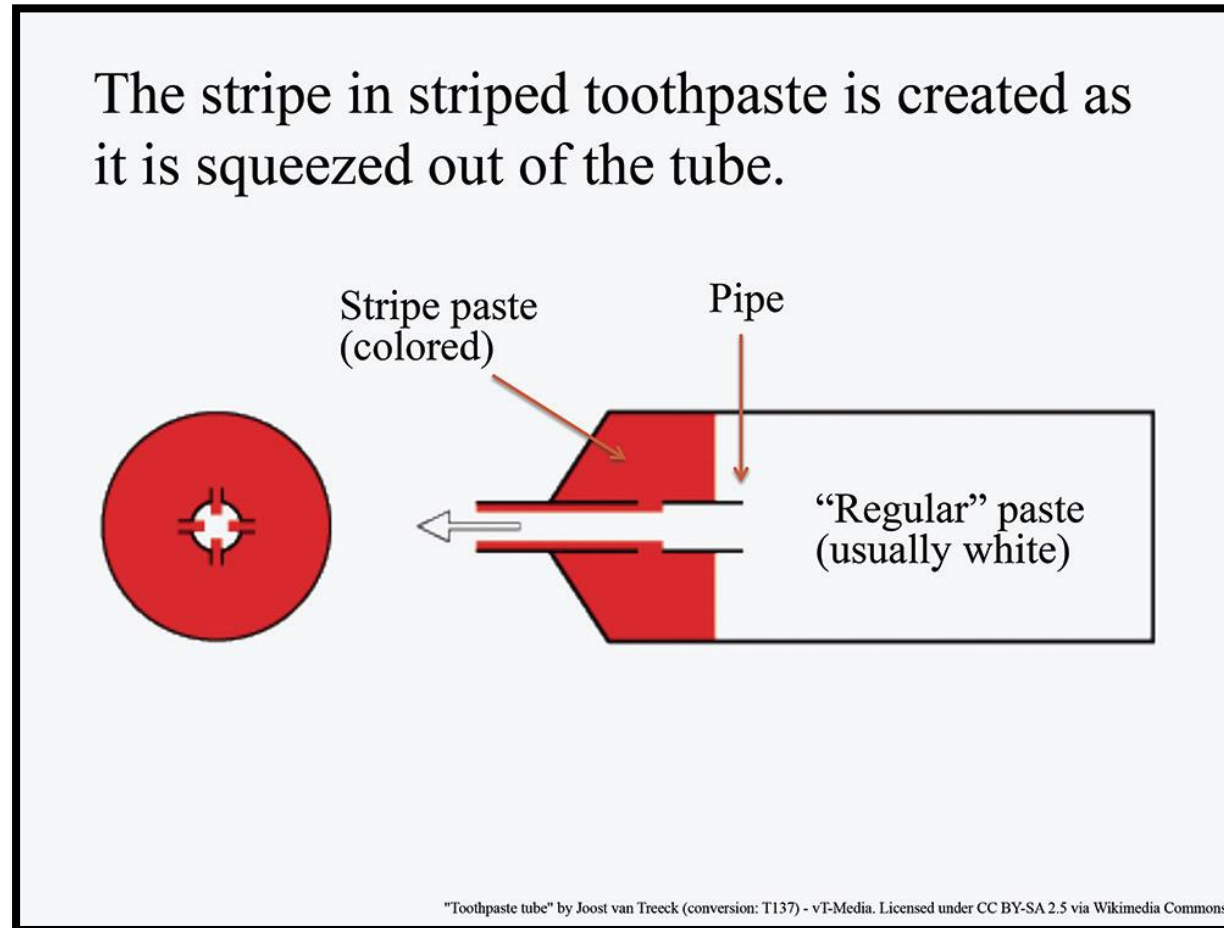 The stripe in striped toothpaste is created as
it is squeezed out of the tube.
Stripe paste
(colored)
Pipe
“Regular” paste
(usually white)
"Toothpaste tube" by Joost van Treeck (conversion: T137) - vT-Media. Licensed under CC BY-SA 2.5 via Wikimedia Commons